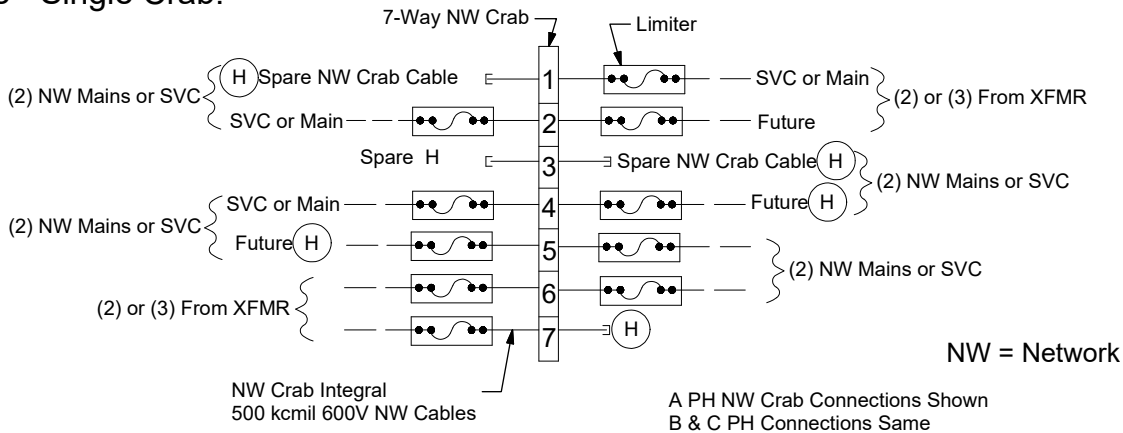 Single Crab.
7-Way NW Crab
Limiter
(2) NW Mains or SVC
H Spare NW Crab Cable
1
SVC or Main
(2) or (3) From XFMR
SVC or Main
2
Future
Spare H
3
Spare NW Crab Cable H
(2) NW Mains or SVC
(2) NW Mains or SVC
SVC or Main
4
Future H
Future H
5
(2) NW Mains or SVC
(2) or (3) From XFMR
6
7
H
NW = Network
NW Crab Integral
500 kcmil 600V NW Cables
A PH NW Crab Connections Shown
B & C PH Connections Same